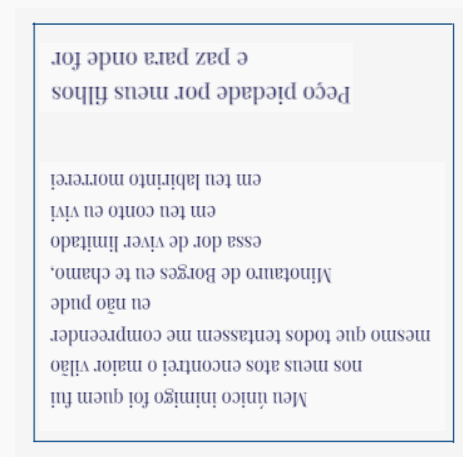 Meu único inimigo foi quem fui
nos meus atos encontrei o maior vilão
mesmo que todos tentassem me compreender
eu não pude
Minotauro de Borges eu te chamo,
essa dor de viver limitado
em teu conto eu vivi
em teu labirinto morrerei
Peço piedade por meus filhos
e paz para onde for